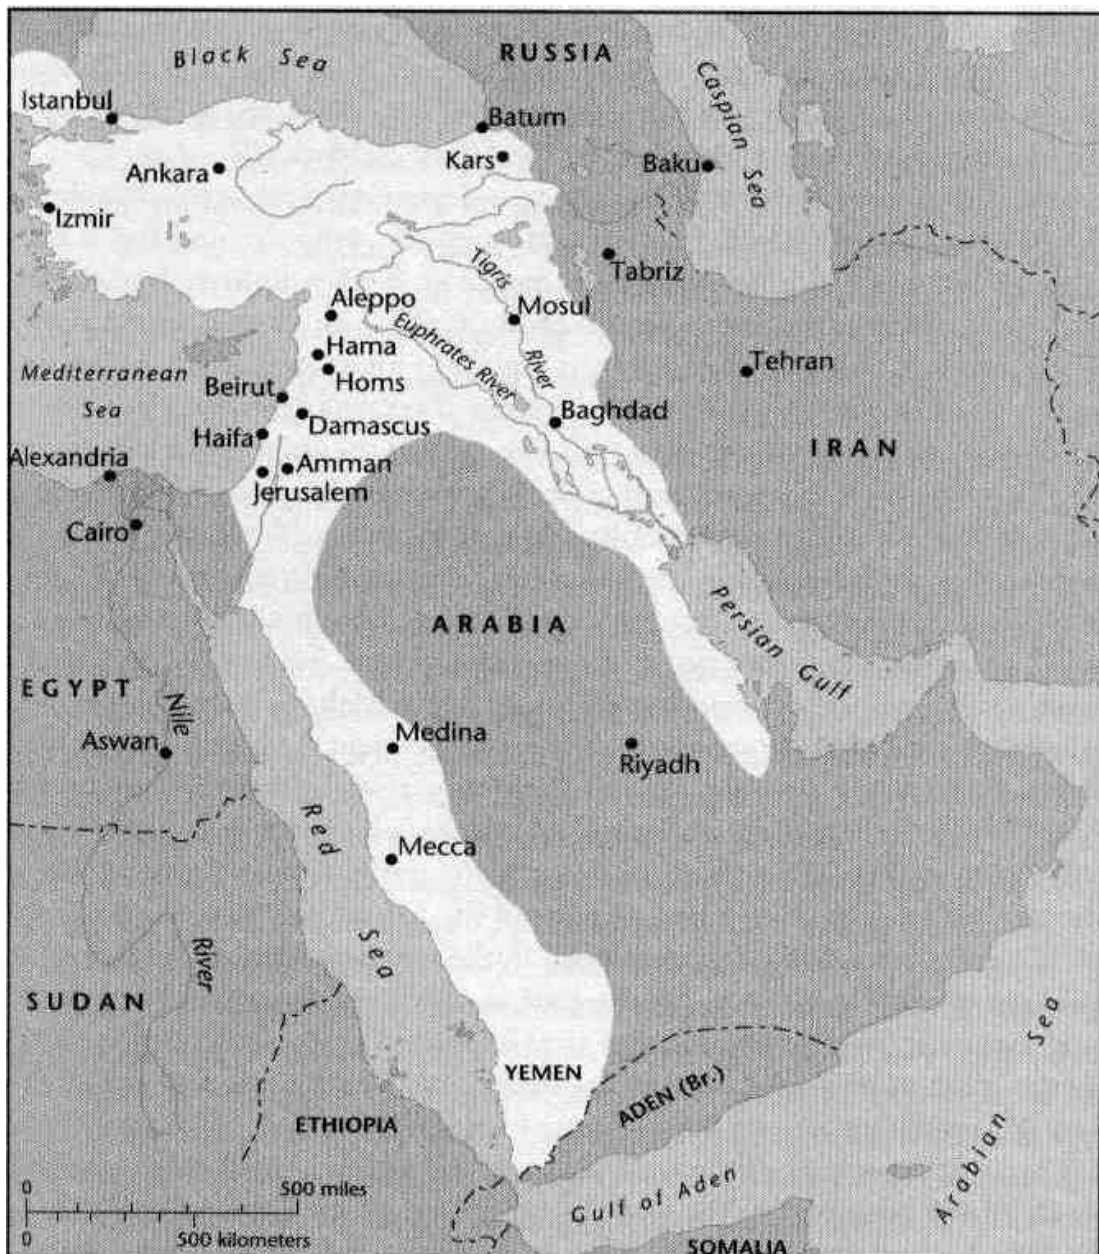 Black Sea
RUSSIA
Caspian Sea
Istanbul
Batum
Ankara
Kars
Baku
Izmir
Tigris
River
Tabriz
Aleppo
Mosul
Euphrates River
Hama
Homs
Tehran
Mediterranean
Sea
Beirut
Damascus
Baghdad
Haifa
IRAN
Alexandria
Amman
Jerusalem
Cairo
ARABIA
Persian Gulf
EGYPT
Nile
River
Medina
Aswan
Riyadh
Red
Sea
Mecca
SUDAN
Arabian Sea
YEMEN
ADEN (Br.)
ETHIOPIA
0 500 miles
Gulf of Aden
0 500 kilometers
SOMALIA